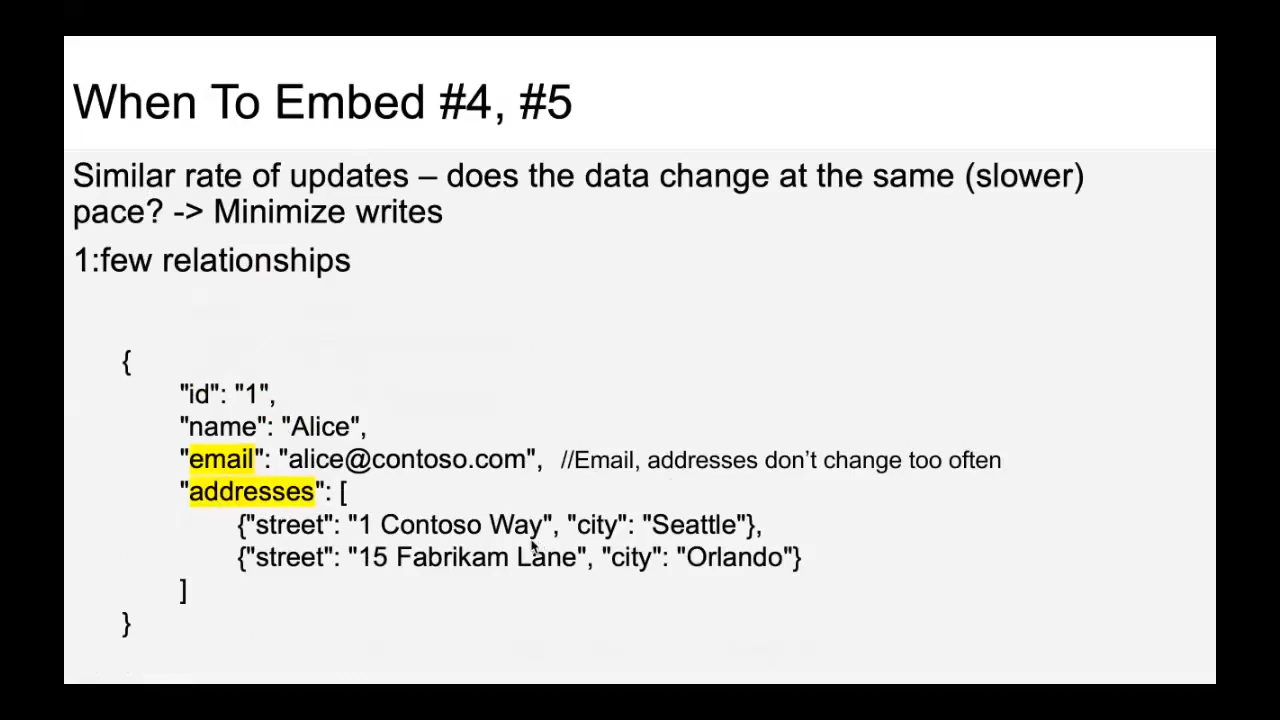 When To Embed #4, #5
Similar rate of updates – does the data change at the same (slower)
pace? -> Minimize writes
1:few relationships
{
"id": "1",
"name": "Alice",
"email": "alice@contoso.com", //Email, addresses don’t change too often
"addresses": [
{"street": "1 Contoso Way", "city": "Seattle"},
{"street": "15 Fabrikam Lane", "city": "Orlando"}
]
}